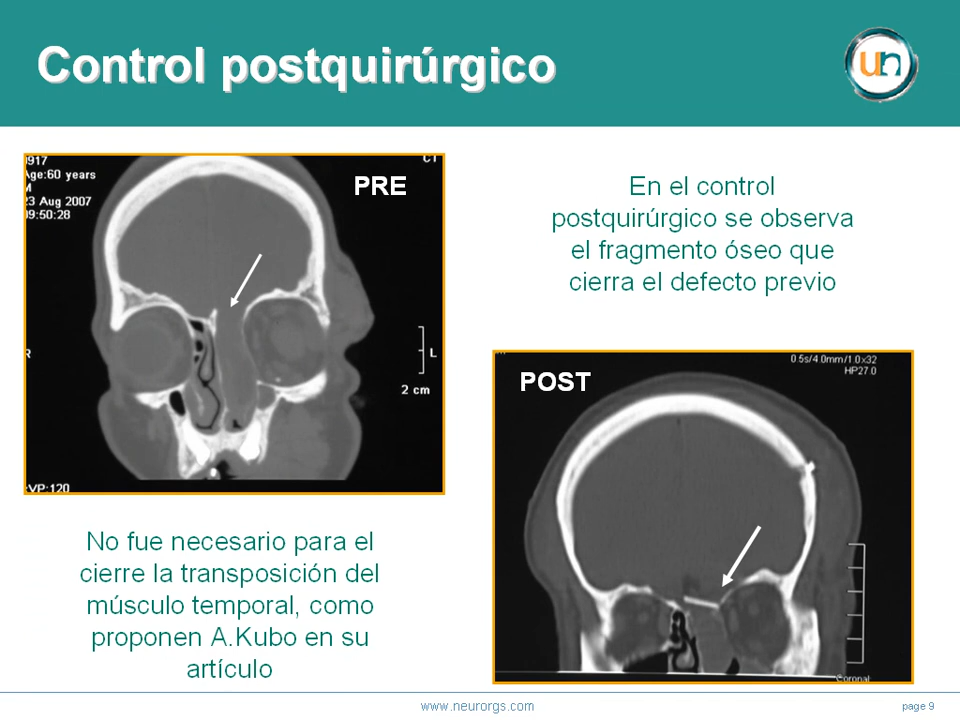 Control postquirúrgico
un
0917
Age:60 years
M
23 Aug 2007
09:50:28
CT
PRE
R
L
2 cm
:VP:120
En el control
postquirúrgico se observa
el fragmento óseo que
cierra el defecto previo
0.5s/4.0mm/1.0x32
HP27.0
POST
Coronal
No fue necesario para el
cierre la transposición del
músculo temporal, como
proponen A.Kubo en su
artículo
www.neurorgs.com
page 9